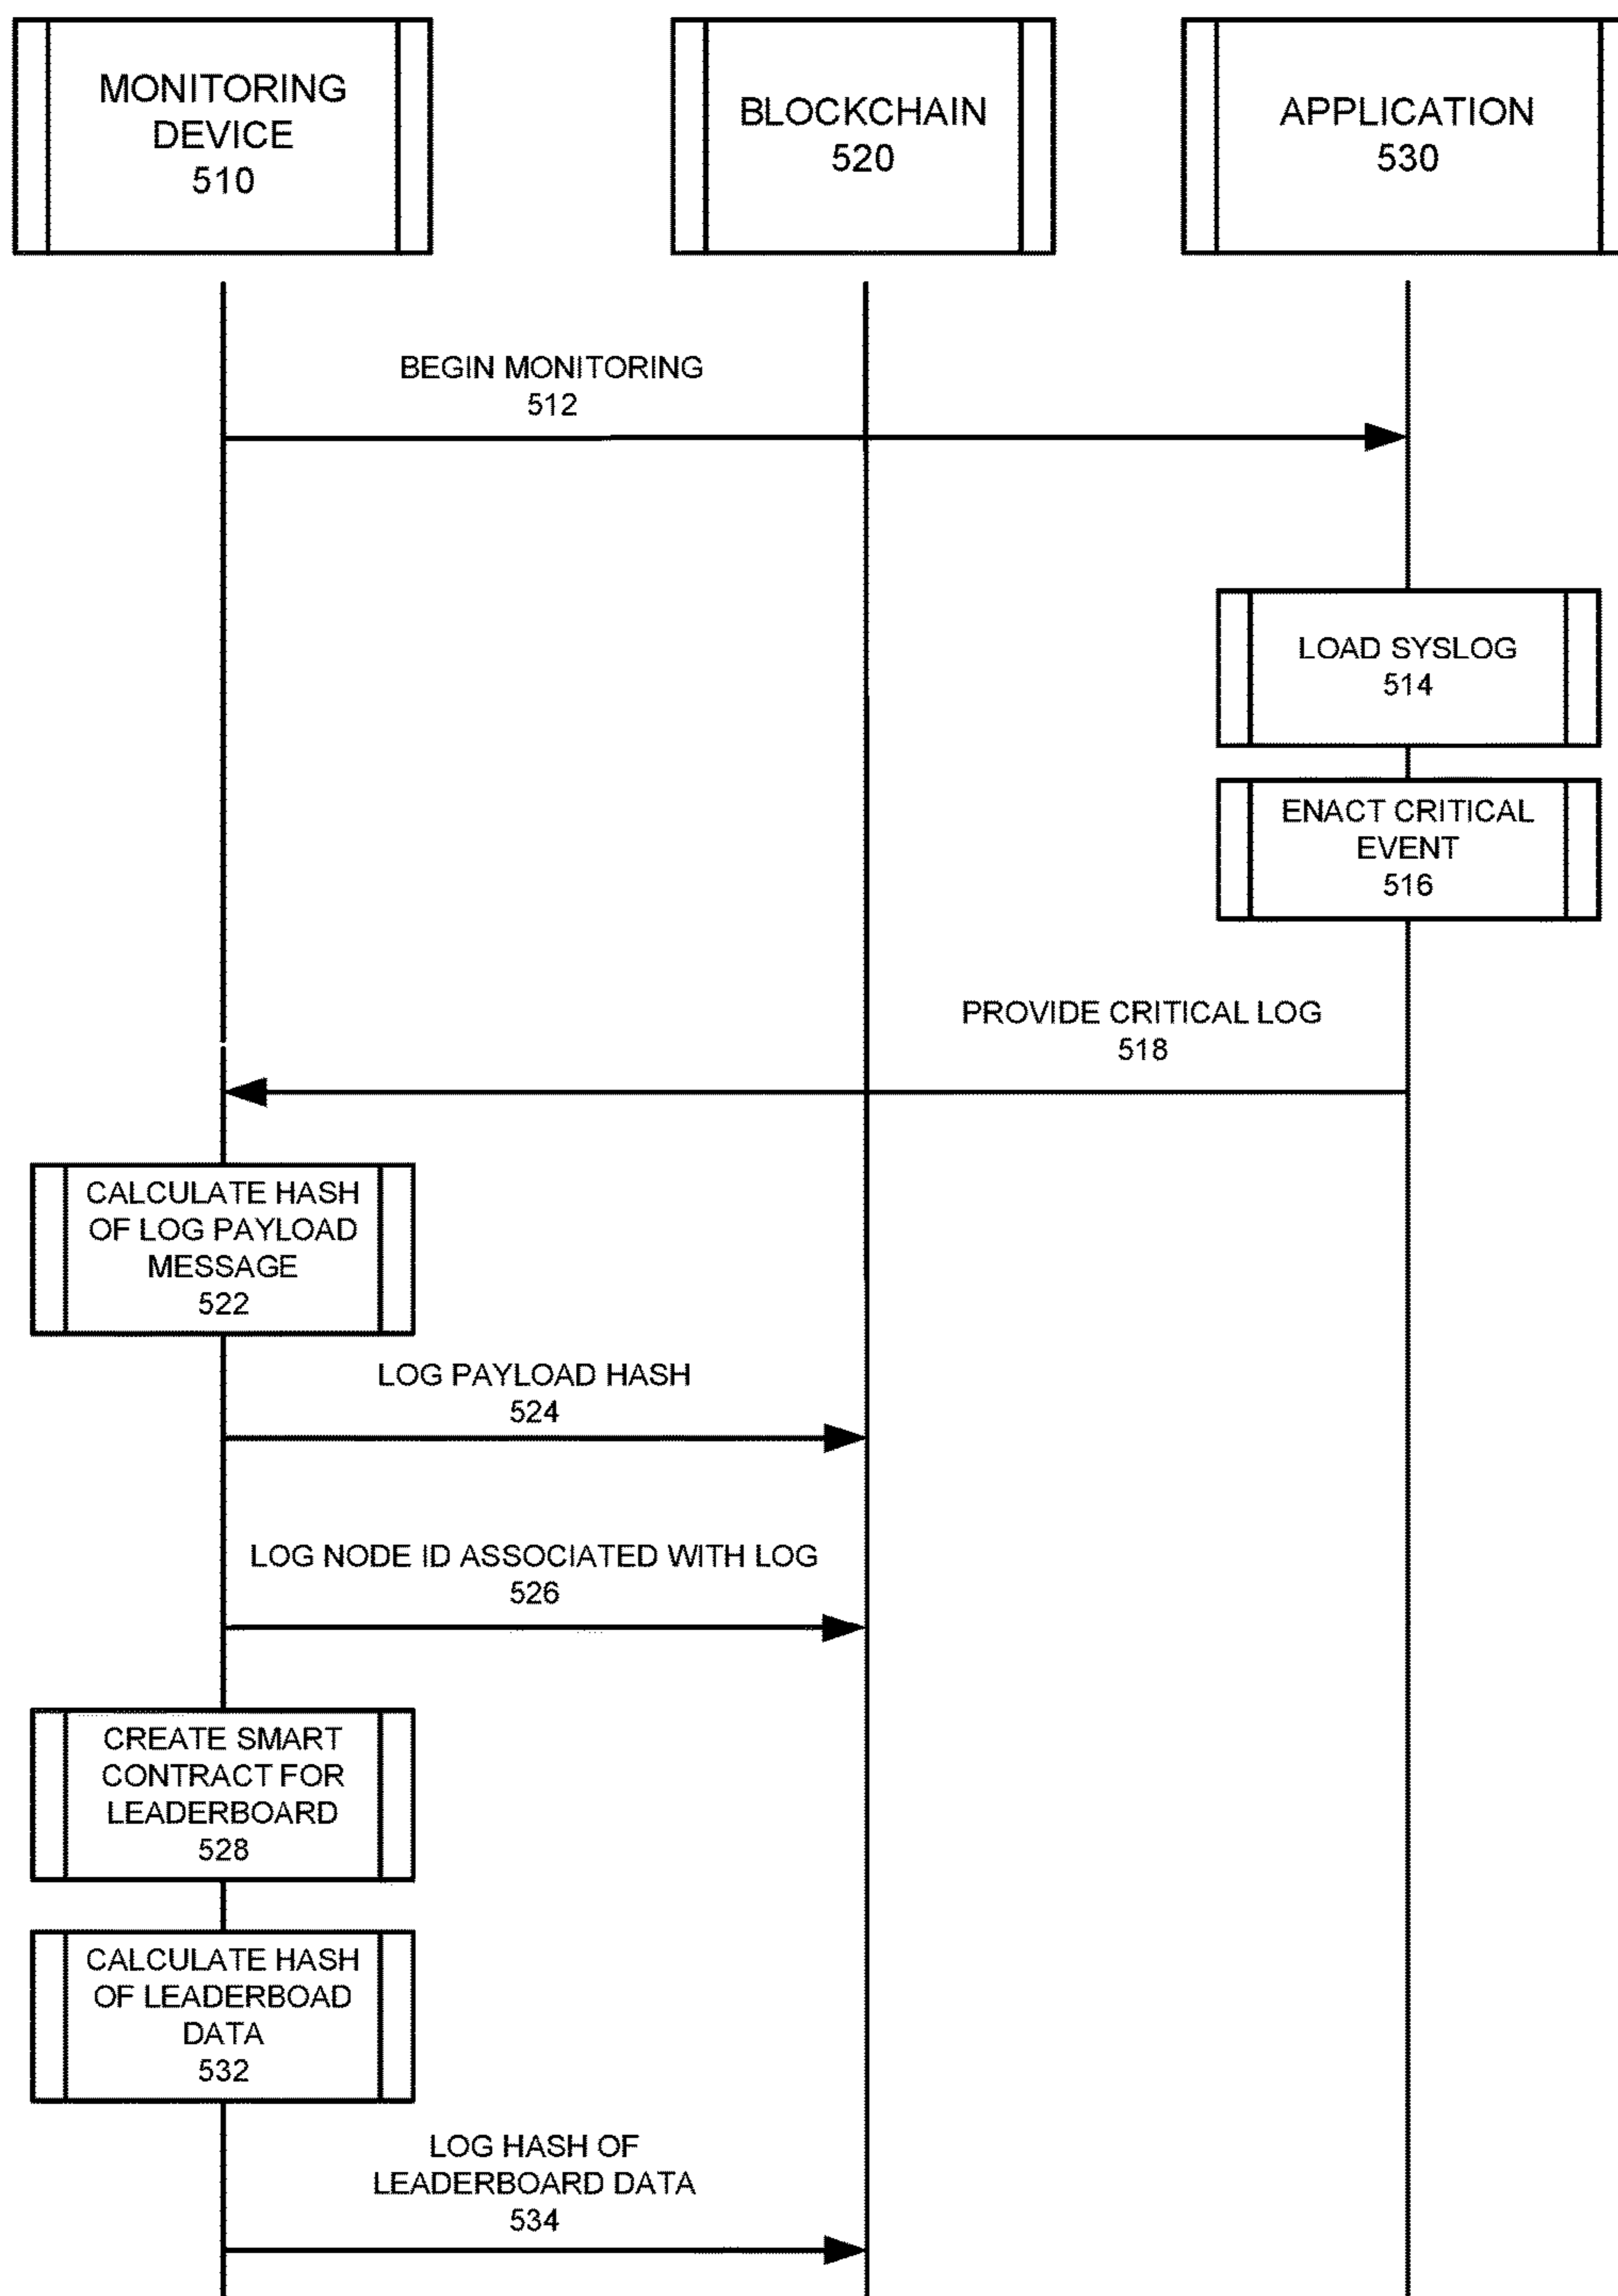 MONITORING
DEVICE
510
BLOCKCHAIN
520
APPLICATION
530
BEGIN MONITORING
512
LOAD SYSLOG
514
ENACT CRITICAL
EVENT
516
PROVIDE CRITICAL LOG
518
CALCULATE HASH
OF LOG PAYLOAD
MESSAGE
522
LOG PAYLOAD HASH
524
LOG NODE ID ASSOCIATED WITH LOG
526
CREATE SMART
CONTRACT FOR
LEADERBOARD
528
CALCULATE HASH
OF LEADERBOAD
DATA
532
LOG HASH OF
LEADERBOARD DATA
534